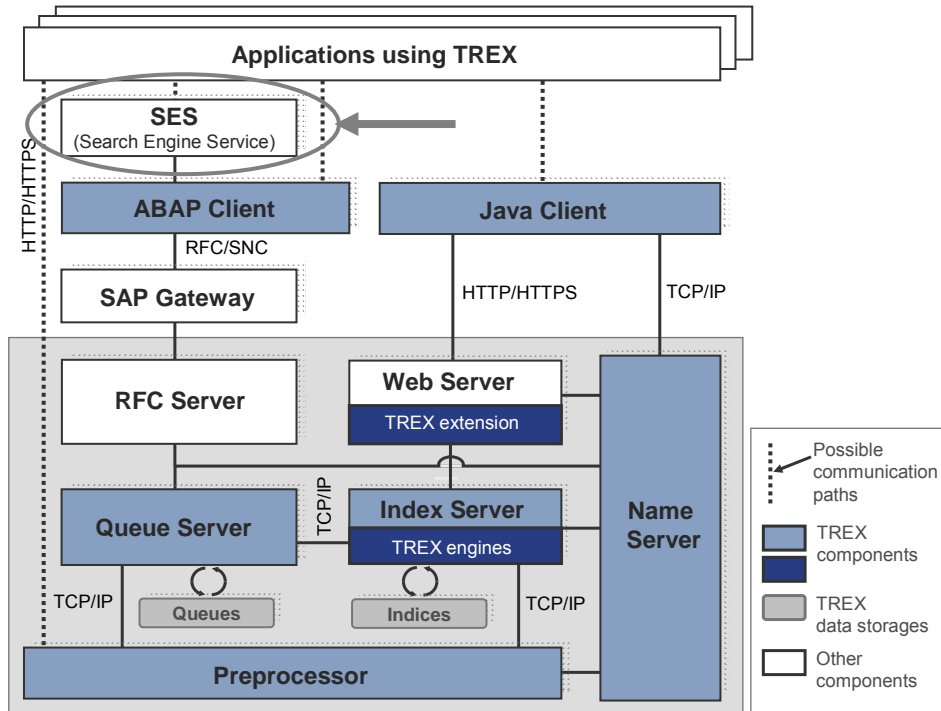 Applications using TREX
SES
(Search Engine Service)
HTTP/HTTPS
ABAP Client
Java Client
RFC/SNC
SAP Gateway
HTTP/HTTPS
TCP/IP
RFC Server
Web Server
TREX extension
Name
Server
Queue Server
TCP/IP
Index Server
TREX engines
TCP/IP
Queues
Indices
TCP/IP
Preprocessor
Possible
communication
paths
TREX
components
TREX
data storages
Other
components